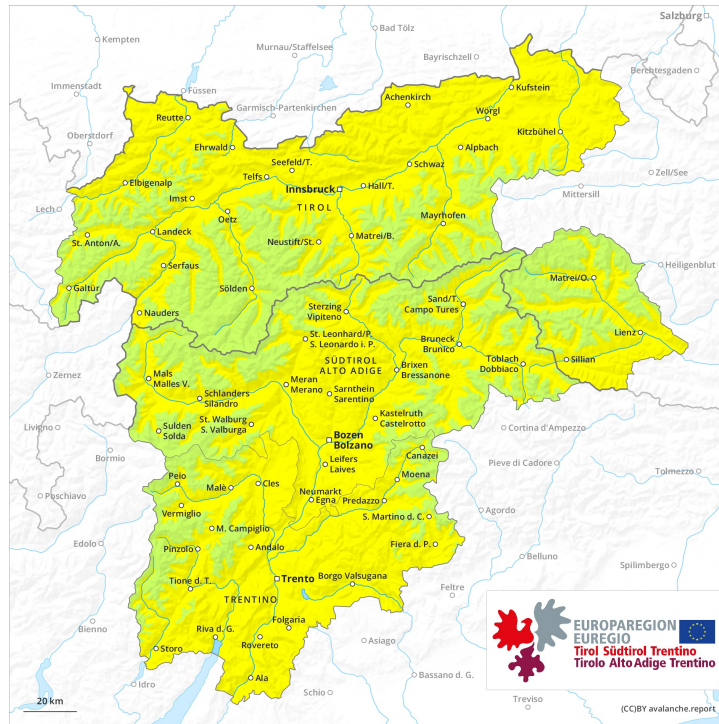 Salzburg
Kempten
Bad Tölz
Murnau/Staffelsee
Bayrischzell
Berchtesgaden
Immenstadt
Füssen
Garmisch-Partenkirchen
Achenkirch
Kufstein
Reutte
Wörgl
Oberstdorf
Ehrwald
Kitzbühel
Seefeld/T.
Alpbach
Telfs
Schwaz
Zell/See
Elbigenalp
Innsbruck
Hall/T.
Mittersill
Imst
TIROL
Lech
Oetz
Mayrhofen
St. Anton/A.
Landeck
Neustift/St.
Matrei/B.
Heiligenblut
Serfaus
Matrei/O.
Galtür
Sölden
Sand/T.
Campo Tures
Nauders
Sterzing
Vipiteno
Lienz
St. Leonhard/P.
S. Leonardo i. P.
Bruneck
Brunico
Toblach
Dobbiaco
Sillian
SÜDTIROL
ALTO ADIGE
Brixen
Bressanone
Zernez
Mals
Malles V.
Meran
Merano
Sarnthein
Sarentino
Schlanders
Silandro
St. Walburg
S. Valburga
Kastelruth
Castelrotto
Livigno
Sulden
Solda
Cortina d'Ampezzo
Bozen
Bolzano
Bormio
Canazei
Pieve di Cadore
Leifers
Laives
Tolmezzo
Peio
Malè
Cles
Moena
Poschiavo
Neumarkt
Egna
Predazzo
Vermiglio
Agordo
S. Martino d. C.
M. Campiglio
Edolo
Pinzolo
Andalo
Fiera d. P.
Belluno
Spilimbergo
Trento
Borgo Valsugana
Tione d. T.
Feltre
TRENTINO
Folgaria
Bienno
Riva d. G.
Rovereto
Storo
Asiago
Ala
Idro
Bassano d. G.
Schio
Treviso
EUROPAREGION
EUREGIO
Tirol Südtirol Trentino
Tirolo Alto Adige Trentino
20 km
(CC)BY avalanche.report